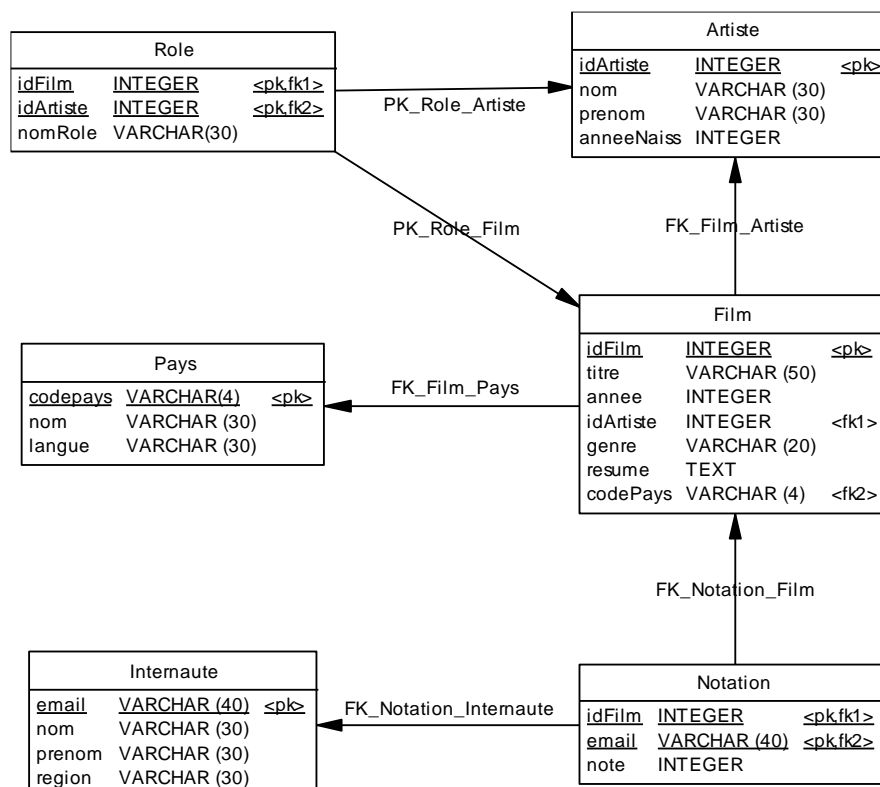 Role
idFilm INTEGER <pk,fk1>
idArtiste INTEGER <pk,fk2>
nomRole VARCHAR(30)
PK_Role_Artiste
Artiste
idArtiste INTEGER <pk>
nom VARCHAR (30)
prenom VARCHAR (30)
anneeNaiss INTEGER
PK_Role_Film
FK_Film_Artiste
Pays
codepays VARCHAR(4) <pk>
nom VARCHAR (30)
langue VARCHAR (30)
FK_Film_Pays
Film
idFilm INTEGER <pk>
titre VARCHAR (50)
annee INTEGER
idArtiste INTEGER <fk1>
genre VARCHAR (20)
resume TEXT
codePays VARCHAR (4) <fk2>
FK_Notation_Film
Internaute
email VARCHAR (40) <pk>
nom VARCHAR (30)
prenom VARCHAR (30)
region VARCHAR (30)
FK_Notation_Internaute
Notation
idFilm INTEGER <pk,fk1>
email VARCHAR (40) <pk,fk2>
note INTEGER